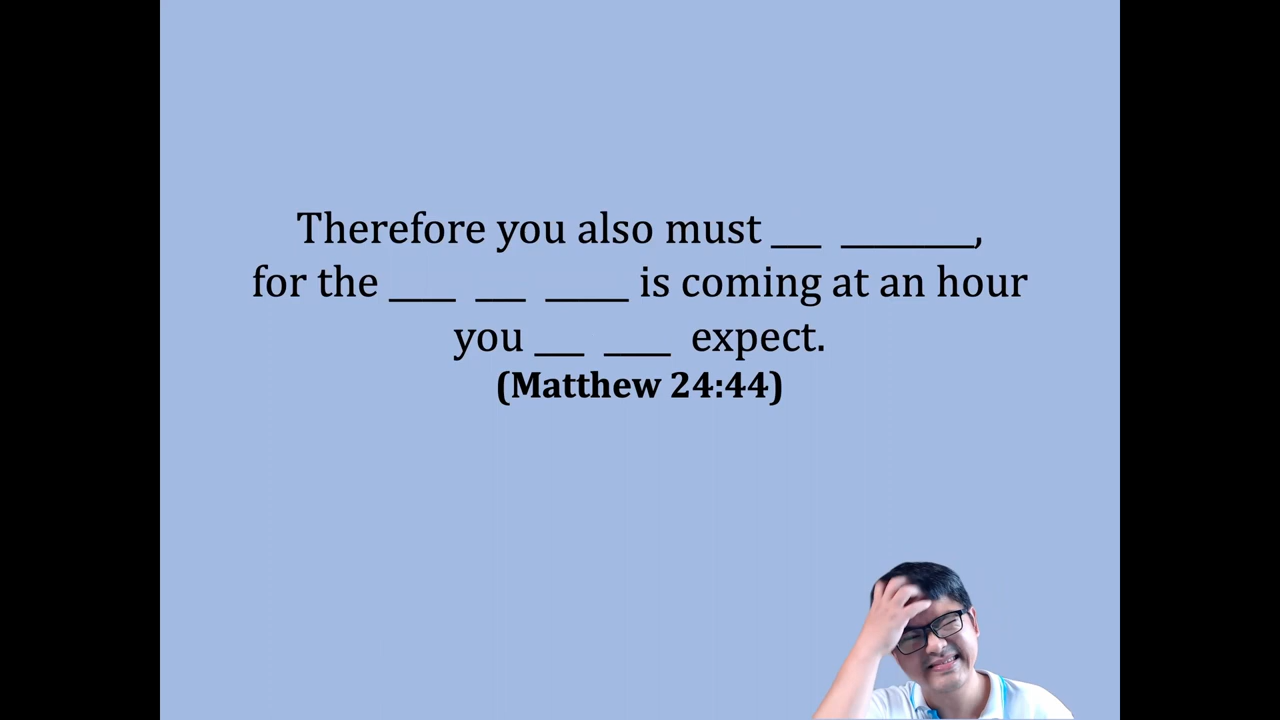 Therefore you also must ___ ________,
for the ____ ___ _____ is coming at an hour
you ___ ____ expect.
(Matthew 24:44)